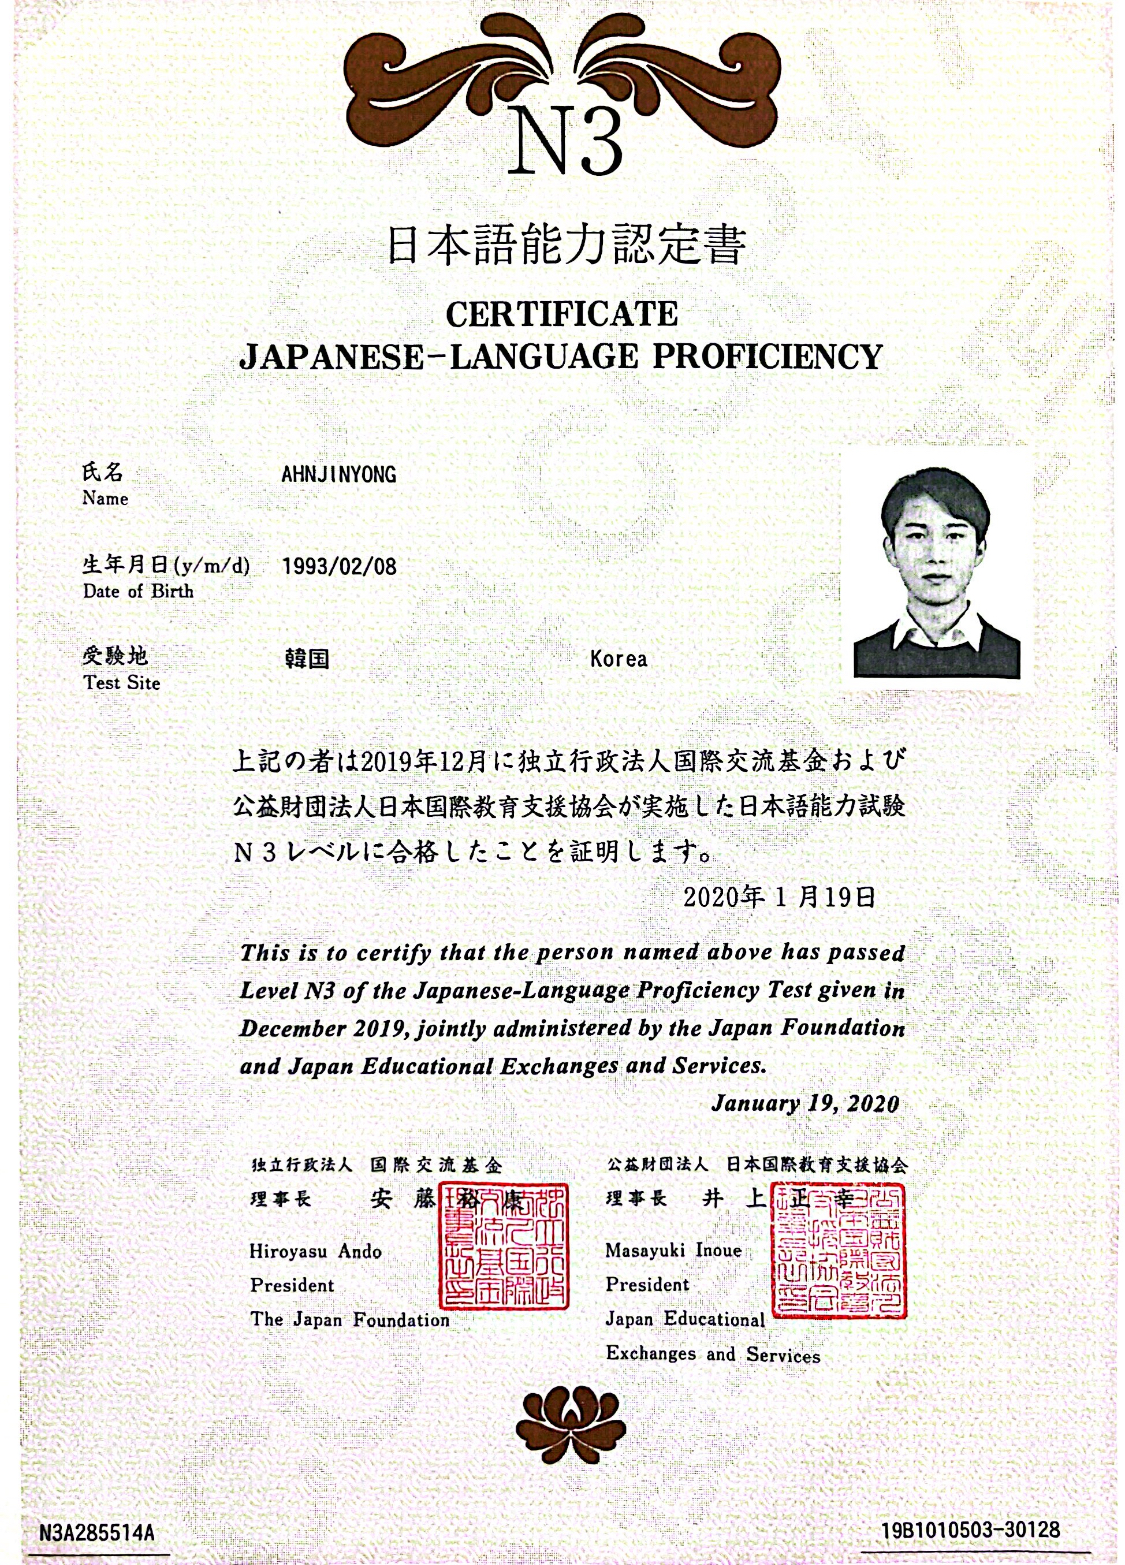 N3
日本語能力認定書
CERTIFICATE
JAPANESE-LANGUAGE PROFICIENCY
氏名 AHNJINYONG
Name
生年月日(y/m/d) 1993/02/08
Date of Birth
受験地 韓国 Korea
Test Site
上記の者は2019年12月に独立行政法人国際交流基金および
公益財団法人日本国際教育支援協会が実施した日本語能力試験
N3レベルに合格したことを証明します。
2020年1月19日
This is to certify that the person named above has passed
Level N3 of the Japanese-Language Proficiency Test given in
December 2019, jointly administered by the Japan Foundation
and Japan Educational Exchanges and Services.
January 19, 2020
独立行政法人 国際交流基金
理事長 安藤裕康
Hiroyasu Ando
President
The Japan Foundation
公益財団法人 日本国際教育支援協会
理事長 井上正幸
Masayuki Inoue
President
Japan Educational
Exchanges and Services
N3A285514A
19B1010503-30128